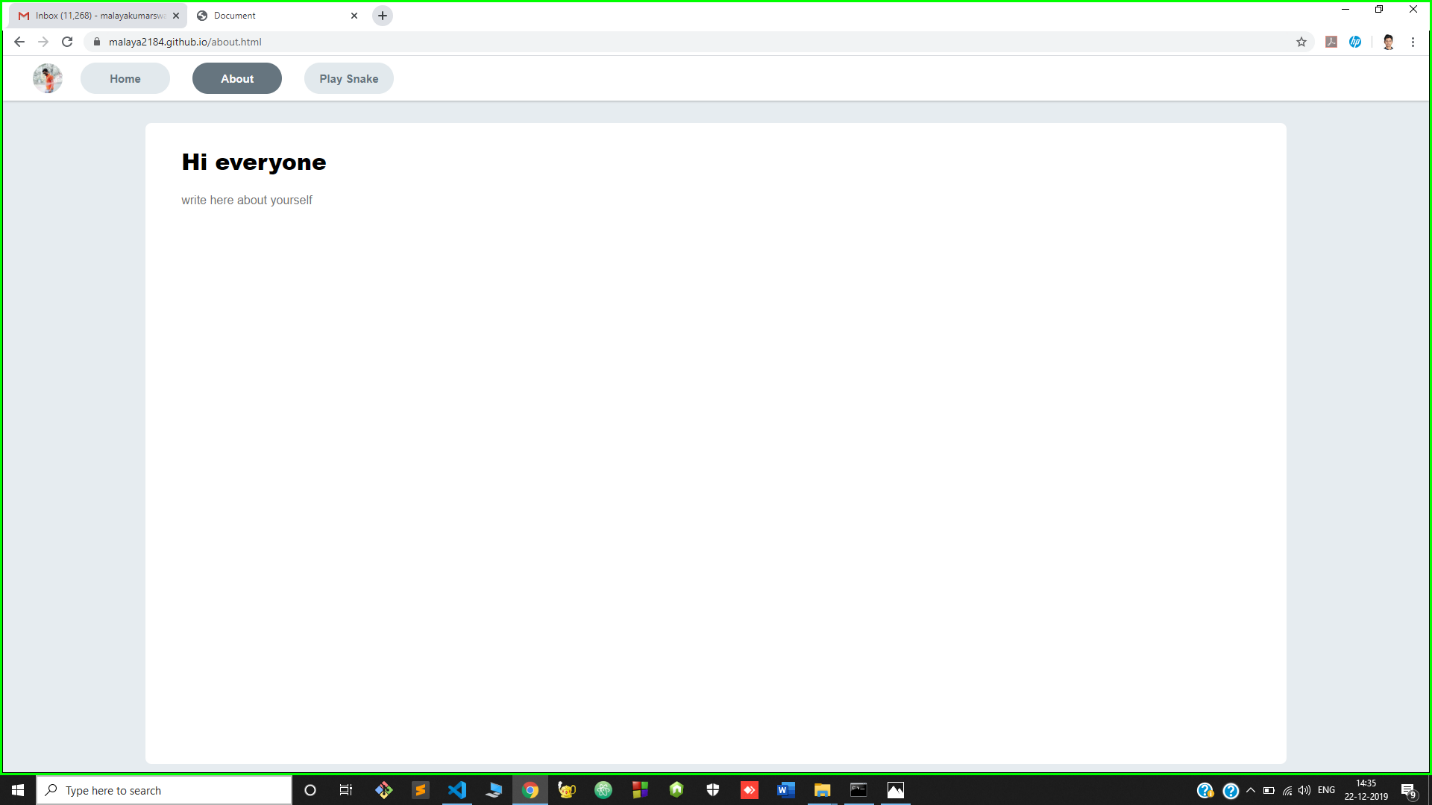 Inbox (11,268) - malayakumarsw
Document
malaya2184.github.io/about.html
Home
About
Play Snake
Hi everyone
write here about yourself
Type here to search
ENG
14:35
22-12-2019
9